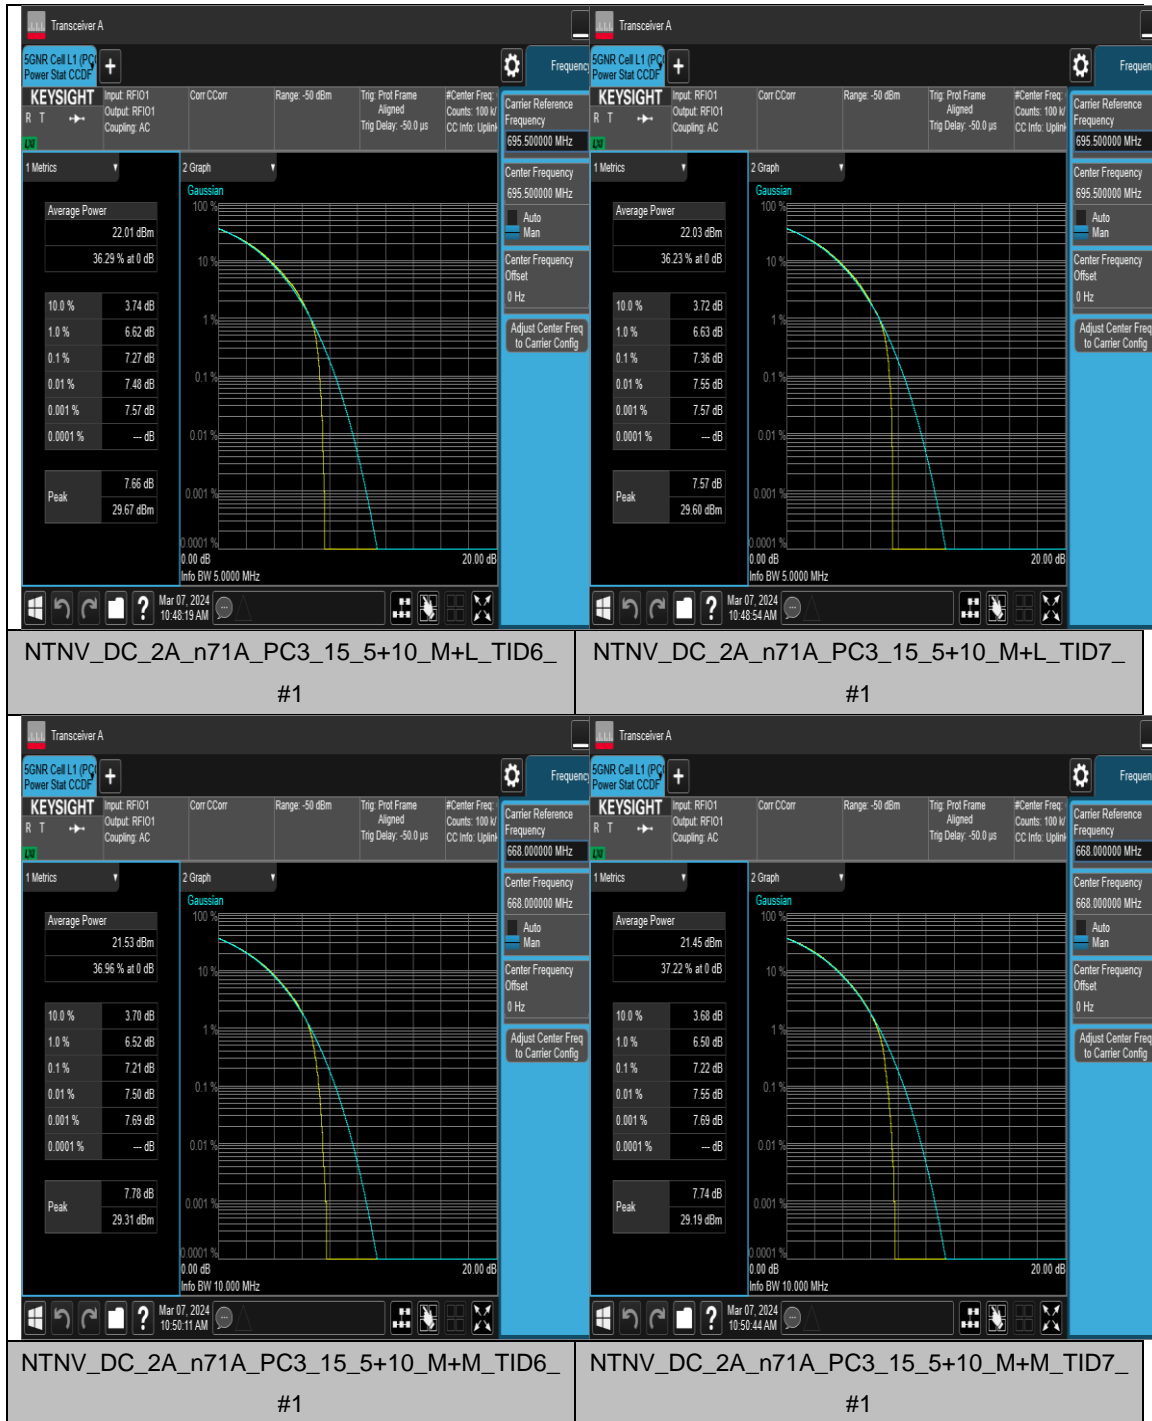 Transceiver A
5GNR Cell L1 (PC
Power Stat CCDF
Frequenc
KEYSIGHT
R T
LXI
Input: RFIO1
Output: RFIO1
Coupling: AC
Corr CCorr
Range: -50 dBm
Trig: Prot Frame
Aligned
Trig Delay: -50.0 µs
#Center Freq:
Counts: 100 k/
CC Info: Uplink
Carrier Reference
Frequency
695.500000 MHz
Center Frequency
695.500000 MHz
Auto
Man
Center Frequency
Offset
0 Hz
Adjust Center Freq
to Carrier Config
1 Metrics
2 Graph
Average Power
22.01 dBm
36.29 % at 0 dB
10.0 % 3.74 dB
1.0 % 6.62 dB
0.1 % 7.27 dB
0.01 % 7.48 dB
0.001 % 7.57 dB
0.0001 % --- dB
Peak
7.66 dB
29.67 dBm
Gaussian
100 %
10 %
1 %
0.1 %
0.01 %
0.001 %
0.0001 %
0.00 dB
20.00 dB
Info BW 5.0000 MHz
?
Mar 07, 2024
10:48:19 AM
Transceiver A
5GNR Cell L1 (PC
Power Stat CCDF
Frequen
KEYSIGHT
R T
LXI
Input: RFIO1
Output: RFIO1
Coupling: AC
Corr CCorr
Range: -50 dBm
Trig: Prot Frame
Aligned
Trig Delay: -50.0 µs
#Center Freq:
Counts: 100 k/
CC Info: Uplink
Carrier Reference
Frequency
695.500000 MHz
Center Frequency
695.500000 MHz
Auto
Man
Center Frequency
Offset
0 Hz
Adjust Center Freq
to Carrier Config
1 Metrics
2 Graph
Average Power
22.03 dBm
36.23 % at 0 dB
10.0 % 3.72 dB
1.0 % 6.63 dB
0.1 % 7.36 dB
0.01 % 7.55 dB
0.001 % 7.57 dB
0.0001 % --- dB
Peak
7.57 dB
29.60 dBm
Gaussian
100 %
10 %
1 %
0.1 %
0.01 %
0.001 %
0.0001 %
0.00 dB
20.00 dB
Info BW 5.0000 MHz
?
Mar 07, 2024
10:48:54 AM
NTNV_DC_2A_n71A_PC3_15_5+10_M+L_TID6_
#1
NTNV_DC_2A_n71A_PC3_15_5+10_M+L_TID7_
#1
Transceiver A
5GNR Cell L1 (PC
Power Stat CCDF
Frequenc
KEYSIGHT
R T
LXI
Input: RFIO1
Output: RFIO1
Coupling: AC
Corr CCorr
Range: -50 dBm
Trig: Prot Frame
Aligned
Trig Delay: -50.0 µs
#Center Freq:
Counts: 100 k/
CC Info: Uplink
Carrier Reference
Frequency
668.000000 MHz
Center Frequency
668.000000 MHz
Auto
Man
Center Frequency
Offset
0 Hz
Adjust Center Freq
to Carrier Config
1 Metrics
2 Graph
Average Power
21.53 dBm
36.96 % at 0 dB
10.0 % 3.70 dB
1.0 % 6.52 dB
0.1 % 7.21 dB
0.01 % 7.50 dB
0.001 % 7.69 dB
0.0001 % --- dB
Peak
7.78 dB
29.31 dBm
Gaussian
100 %
10 %
1 %
0.1 %
0.01 %
0.001 %
0.0001 %
0.00 dB
20.00 dB
Info BW 10.000 MHz
?
Mar 07, 2024
10:50:11 AM
Transceiver A
5GNR Cell L1 (PC
Power Stat CCDF
Frequen
KEYSIGHT
R T
LXI
Input: RFIO1
Output: RFIO1
Coupling: AC
Corr CCorr
Range: -50 dBm
Trig: Prot Frame
Aligned
Trig Delay: -50.0 µs
#Center Freq:
Counts: 100 k/
CC Info: Uplink
Carrier Reference
Frequency
668.000000 MHz
Center Frequency
668.000000 MHz
Auto
Man
Center Frequency
Offset
0 Hz
Adjust Center Freq
to Carrier Config
1 Metrics
2 Graph
Average Power
21.45 dBm
37.22 % at 0 dB
10.0 % 3.68 dB
1.0 % 6.50 dB
0.1 % 7.22 dB
0.01 % 7.55 dB
0.001 % 7.69 dB
0.0001 % --- dB
Peak
7.74 dB
29.19 dBm
Gaussian
100 %
10 %
1 %
0.1 %
0.01 %
0.001 %
0.0001 %
0.00 dB
20.00 dB
Info BW 10.000 MHz
?
Mar 07, 2024
10:50:44 AM
NTNV_DC_2A_n71A_PC3_15_5+10_M+M_TID6_
#1
NTNV_DC_2A_n71A_PC3_15_5+10_M+M_TID7_
#1